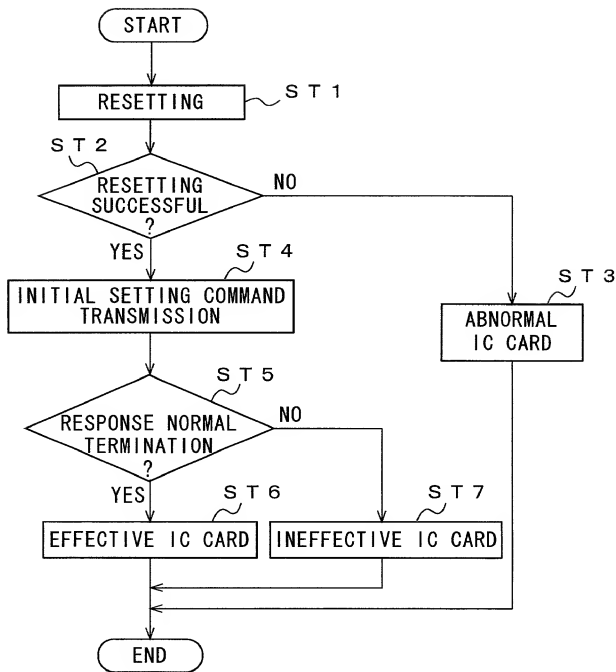 START
RESETTING
ST1
ST2
RESETTING
SUCCESSFUL
?
NO
YES
ST4
INITIAL SETTING COMMAND
TRANSMISSION
ST3
ABNORMAL
IC CARD
ST5
RESPONSE NORMAL
TERMINATION
?
NO
YES
ST6
EFFECTIVE IC CARD
ST7
INEFFECTIVE IC CARD
END